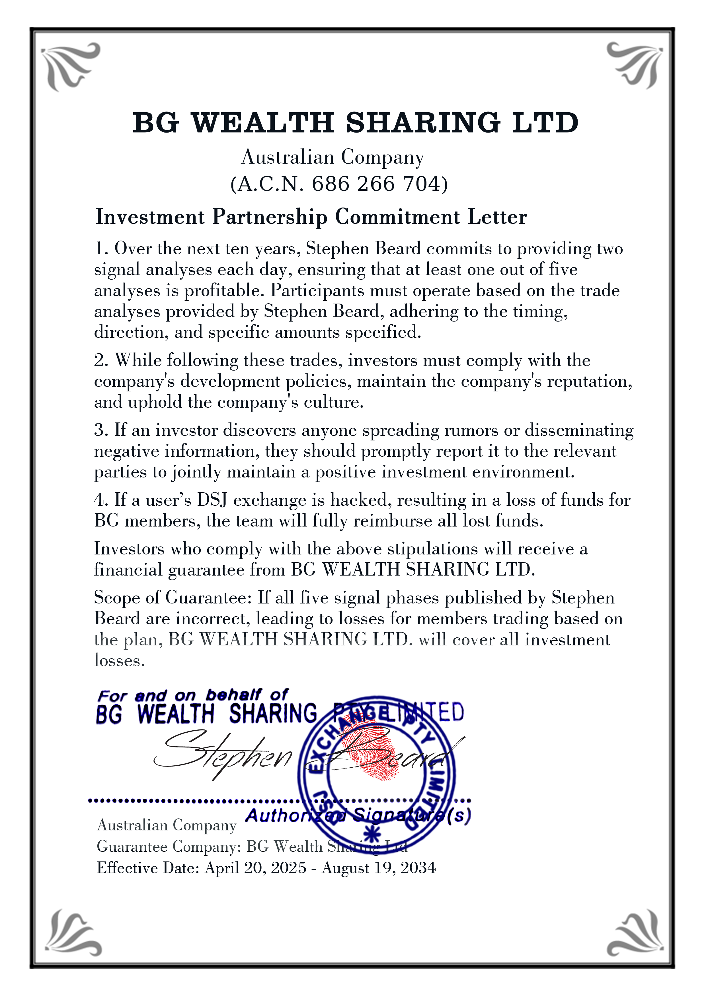 BG WEALTH SHARING LTD
Australian Company
(A.C.N. 686 266 704)
Investment Partnership Commitment Letter
1. Over the next ten years, Stephen Beard commits to providing two
signal analyses each day, ensuring that at least one out of five
analyses is profitable. Participants must operate based on the trade
analyses provided by Stephen Beard, adhering to the timing,
direction, and specific amounts specified.
2. While following these trades, investors must comply with the
company's development policies, maintain the company's reputation,
and uphold the company's culture.
3. If an investor discovers anyone spreading rumors or disseminating
negative information, they should promptly report it to the relevant
parties to jointly maintain a positive investment environment.
4. If a user’s DSJ exchange is hacked, resulting in a loss of funds for
BG members, the team will fully reimburse all lost funds.
Investors who comply with the above stipulations will receive a
financial guarantee from BG WEALTH SHARING LTD.
Scope of Guarantee: If all five signal phases published by Stephen
Beard are incorrect, leading to losses for members trading based on
the plan, BG WEALTH SHARING LTD. will cover all investment
losses.
For and on behalf of
BG WEALTH SHARING PTY LIMITED
Stephen Beard
DSJ EXCHANGE PTY LIMITED
Authorized Signature(s)
Australian Company
Guarantee Company: BG Wealth Sharing Ltd
Effective Date: April 20, 2025 - August 19, 2034